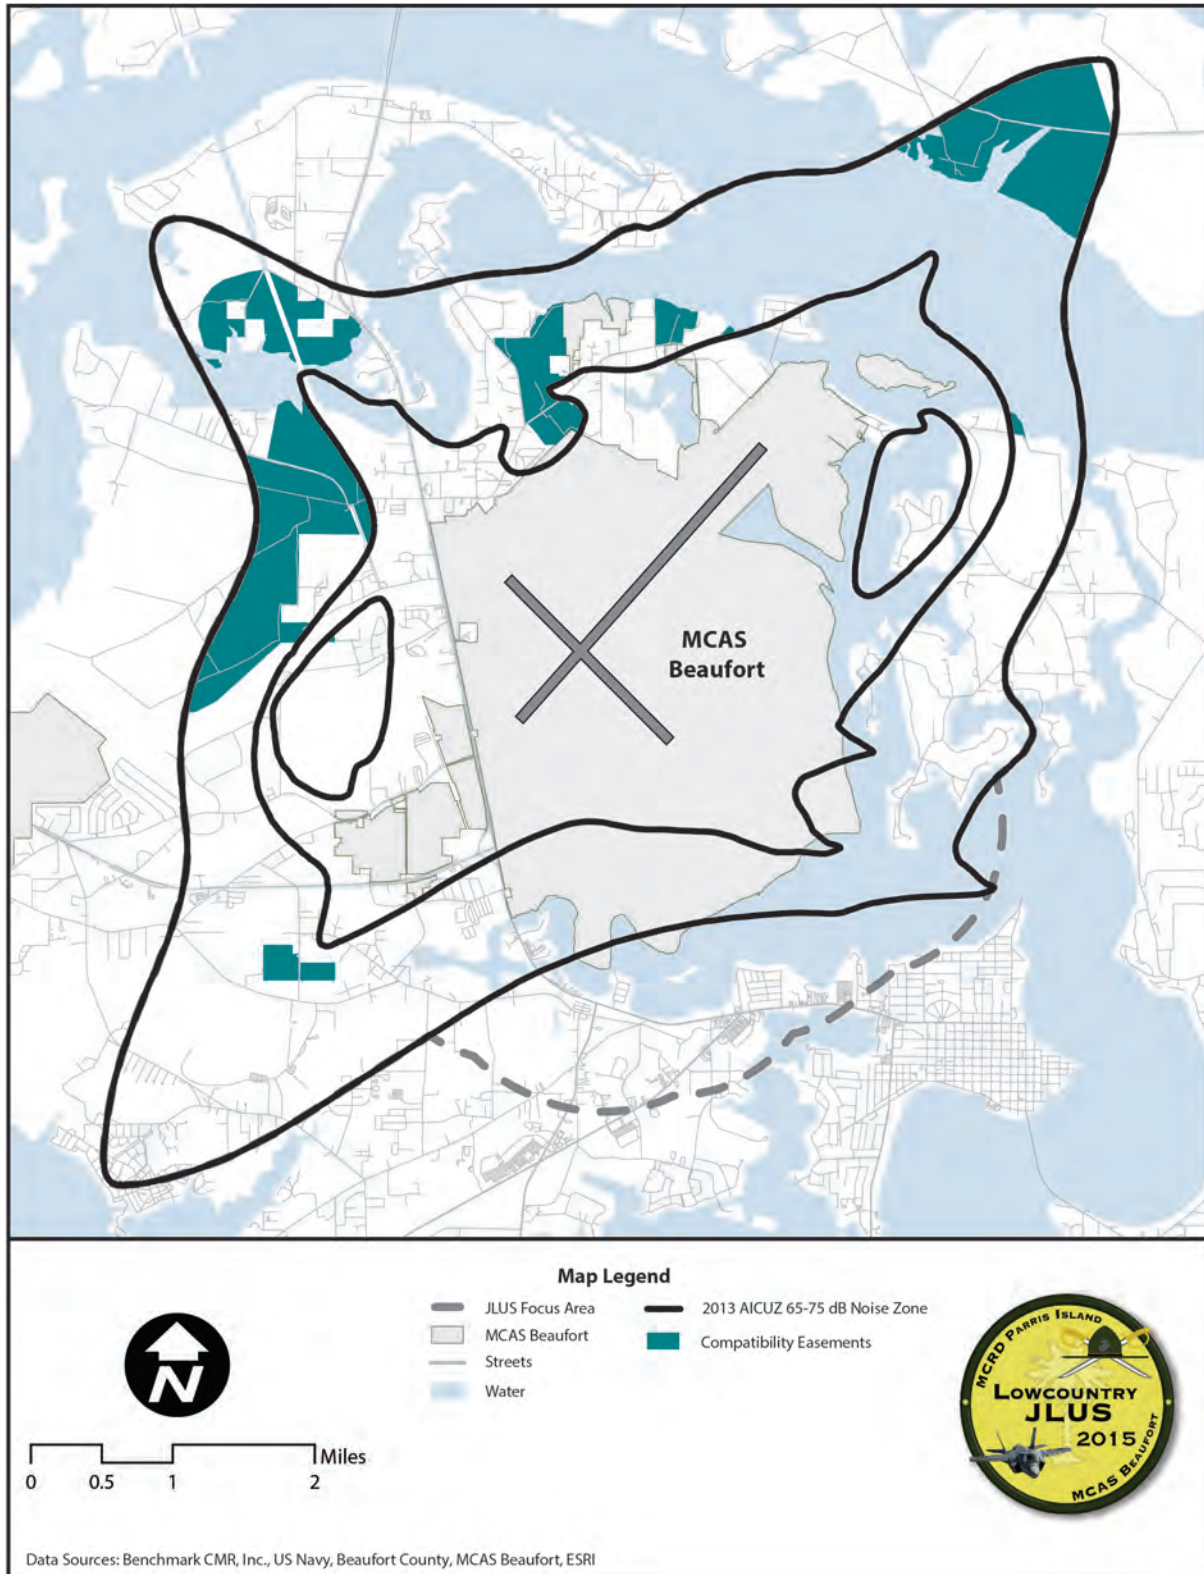 MCAS
Beaufort
Map Legend
JLUS Focus Area
MCAS Beaufort
Streets
Water
2013 AICUZ 65-75 dB Noise Zone
Compatibility Easements
N
Miles
0 0.5 1 2
MCRD PARRIS ISLAND
LOWCOUNTRY
JLUS
2015
MCAS BEAUFORT
Data Sources: Benchmark CMR, Inc., US Navy, Beaufort County, MCAS Beaufort, ESRI